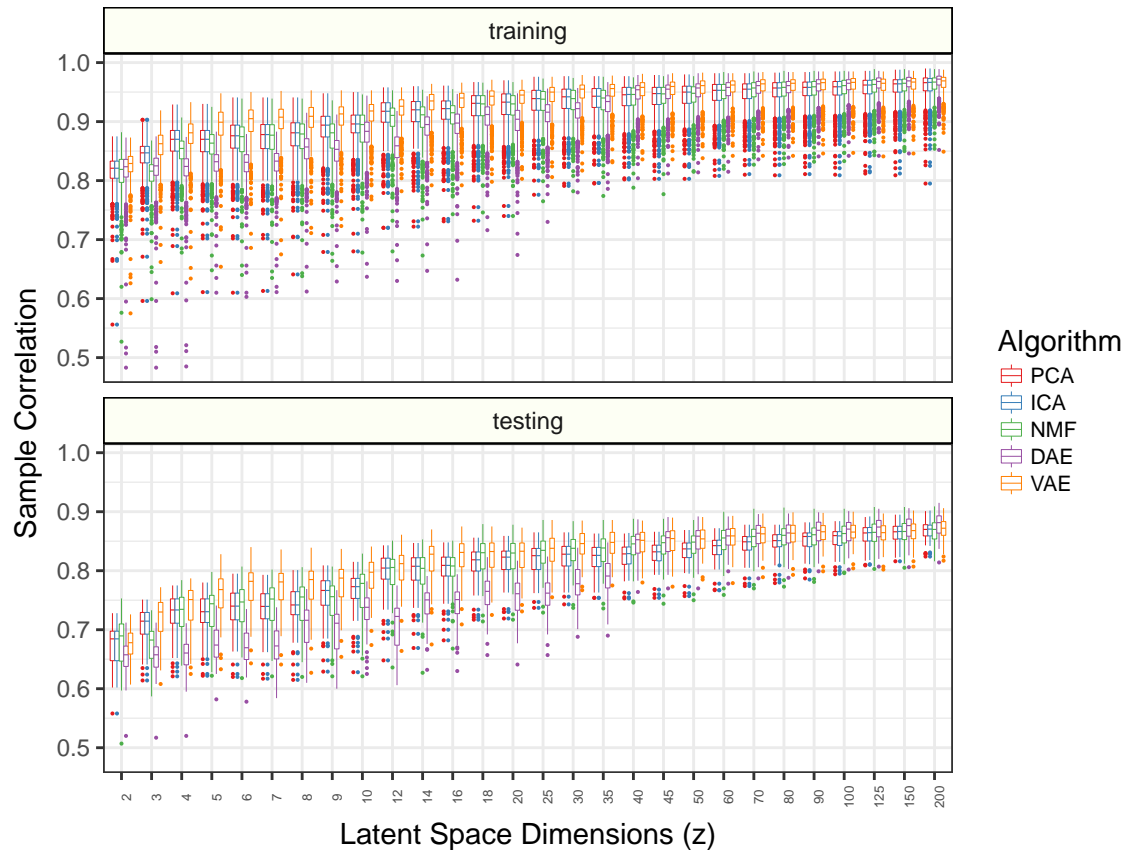 training
1.0
0.9
0.8
0.7
0.6
0.5
testing
1.0
0.9
0.8
0.7
0.6
0.5
Sample Correlation
2 3 4 5 6 7 8 9 10 12 14 16 18 20 25 30 35 40 45 50 60 70 80 90 100 125 150 200
Latent Space Dimensions (z)
Algorithm
PCA
ICA
NMF
DAE
VAE